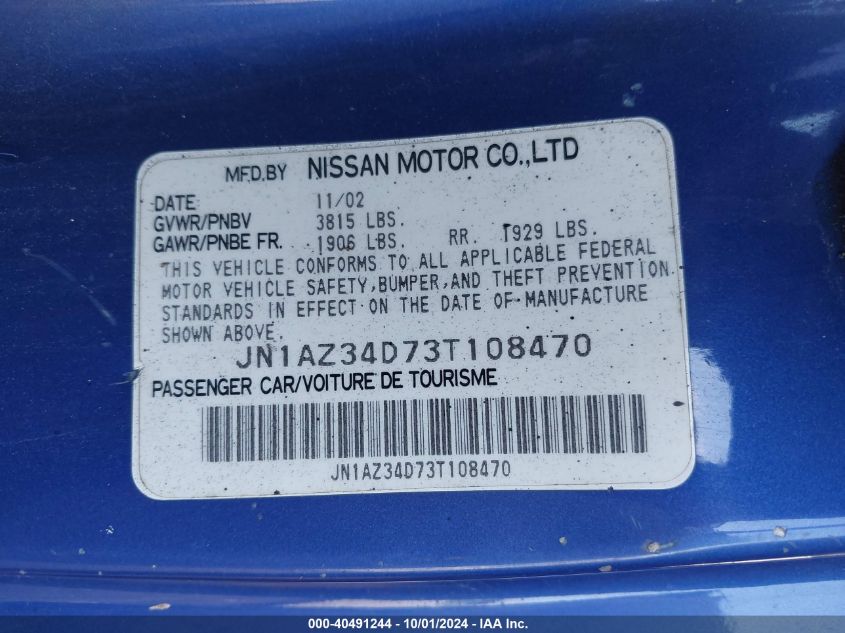 MFD.BY NISSAN MOTOR CO.,LTD
DATE 11/02
GVWR/PNBV 3815 LBS.
GAWR/PNBE FR. 1906 LBS. RR. 1929 LBS.
THIS VEHICLE CONFORMS TO ALL APPLICABLE FEDERAL
MOTOR VEHICLE SAFETY, BUMPER, AND THEFT PREVENTION
STANDARDS IN EFFECT ON THE DATE OF MANUFACTURE
SHOWN ABOVE.
JN1AZ34D73T108470
PASSENGER CAR/VOITURE DE TOURISME
JN1AZ34D73T108470
000-40491244 - 10/01/2024 - IAA, Inc.